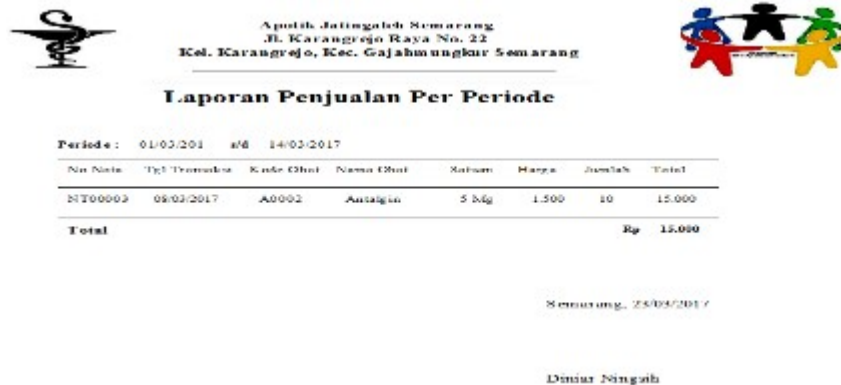 Apotik Jatingaleh Semarang
Jl. Karangrejo Raya No. 22
Kel. Karangrejo, Kec. Gajahmungkur Semarang
Laporan Penjualan Per Periode
Periode : 01/03/201 s/d 14/03/2017
No Nota Tgl Transaksi Kode Obat Nama Obat Satuan Harga Jumlah Total
NT00003 08/03/2017 A0002 Antalgin 5 Mg 1.500 10 15.000
Total Rp 15.000
Semarang, 23/03/2017
Diniar Ningsih